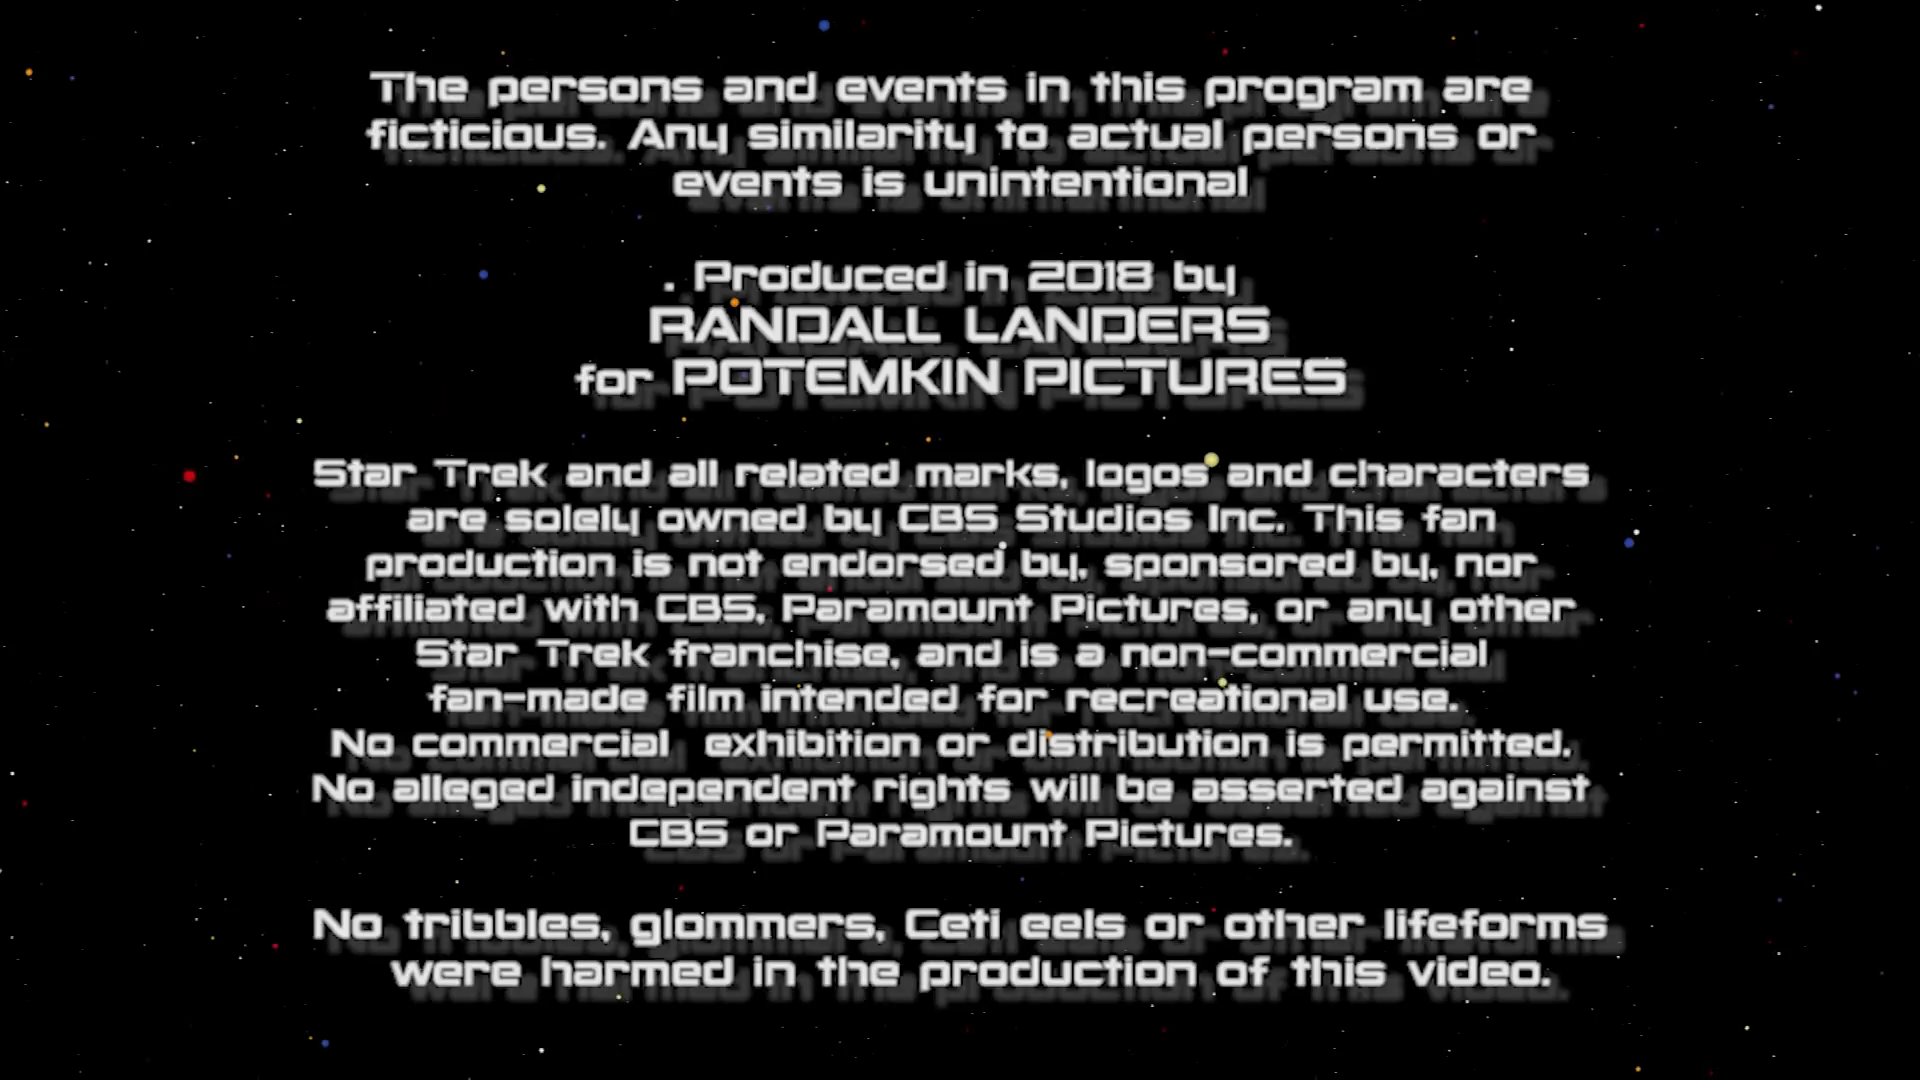 The persons and events in this program are
ficticious. Any similarity to actual persons or
events is unintentional
. Produced in 2018 by
RANDALL LANDERS
for POTEMKIN PICTURES
Star Trek and all related marks, logos and characters
are solely owned by CBS Studios Inc. This fan
production is not endorsed by, sponsored by, nor
affiliated with CBS, Paramount Pictures, or any other
Star Trek franchise, and is a non-commercial
fan-made film intended for recreational use.
No commercial  exhibition or distribution is permitted.
No alleged independent rights will be asserted against
CBS or Paramount Pictures.
No tribbles, glommers, Ceti eels or other lifeforms
were harmed in the production of this video.